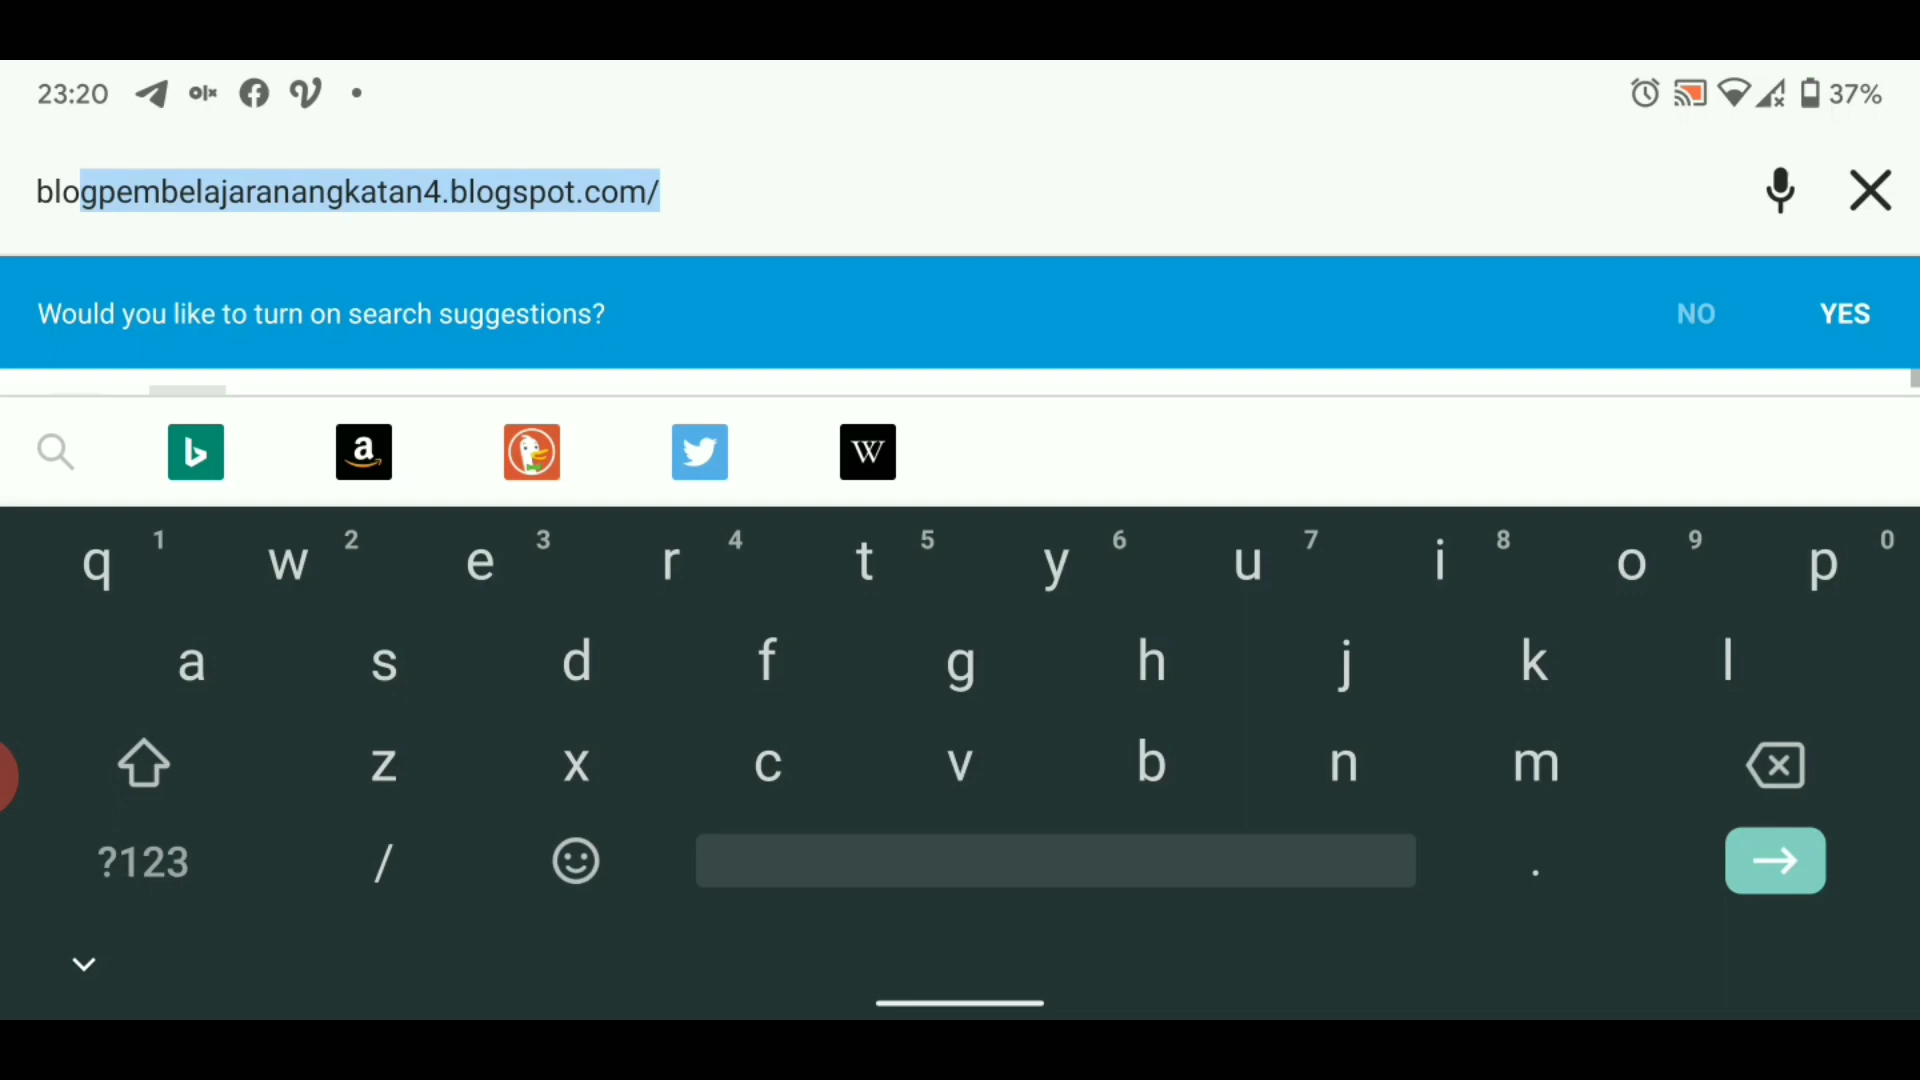 23:20 olx 37%
blogpembelajaranangkatan4.blogspot.com/
Would you like to turn on search suggestions? NO YES
b a W
1 2 3 4 5 6 7 8 9 0
q w e r t y u i o p
a s d f g h j k l
z x c v b n m
?123 / .